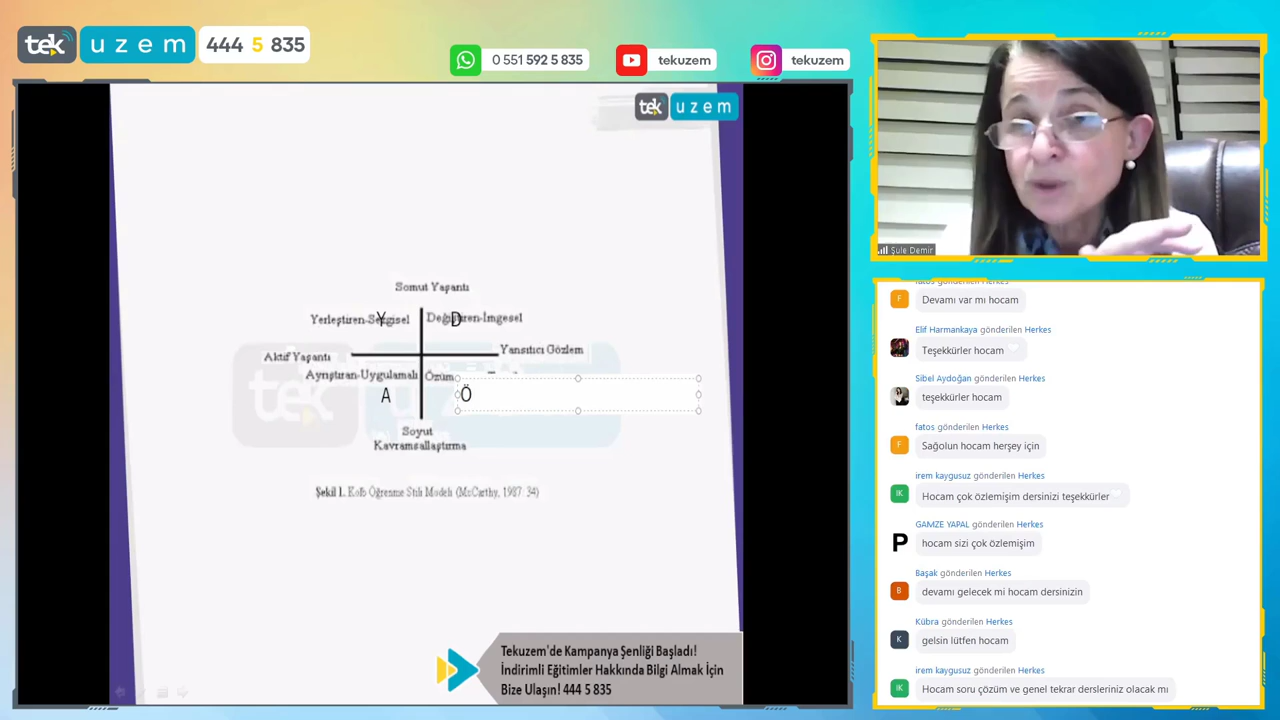 tek uzem 444 5 835
0 551 592 5 835
tekuzem
tekuzem
tek uzem
Somut Yaşantı
Yerleştiren-Sezgisel
Y
D
Değiştiren-İmgesel
Aktif Yaşantı
Yansıtıcı Gözlem
Ayrıştıran-Uygulamalı
Özüm
A
Ö
Soyut
Kavramsallaştırma
Şekil 1. Kolb Öğrenme Stili Modeli (McCarthy, 1987: 34)
Tekuzem'de Kampanya Şenliği Başladı!
İndirimli Eğitimler Hakkında Bilgi Almak İçin
Bize Ulaşın! 444 5 835
Şule Demir
fatos gönderilen Herkes
F
Devamı var mı hocam
Elif Harmankaya gönderilen Herkes
Teşekkürler hocam
Sibel Aydoğan gönderilen Herkes
teşekkürler hocam
fatos gönderilen Herkes
F
Sağolun hocam herşey için
irem kaygusuz gönderilen Herkes
IK
Hocam çok özlemişim dersinizi teşekkürler
GAMZE YAPAL gönderilen Herkes
P
hocam sizi çok özlemişim
Başak gönderilen Herkes
B
devamı gelecek mi hocam dersinizin
Kübra gönderilen Herkes
K
gelsin lütfen hocam
irem kaygusuz gönderilen Herkes
IK
Hocam soru çözüm ve genel tekrar dersleriniz olacak mı